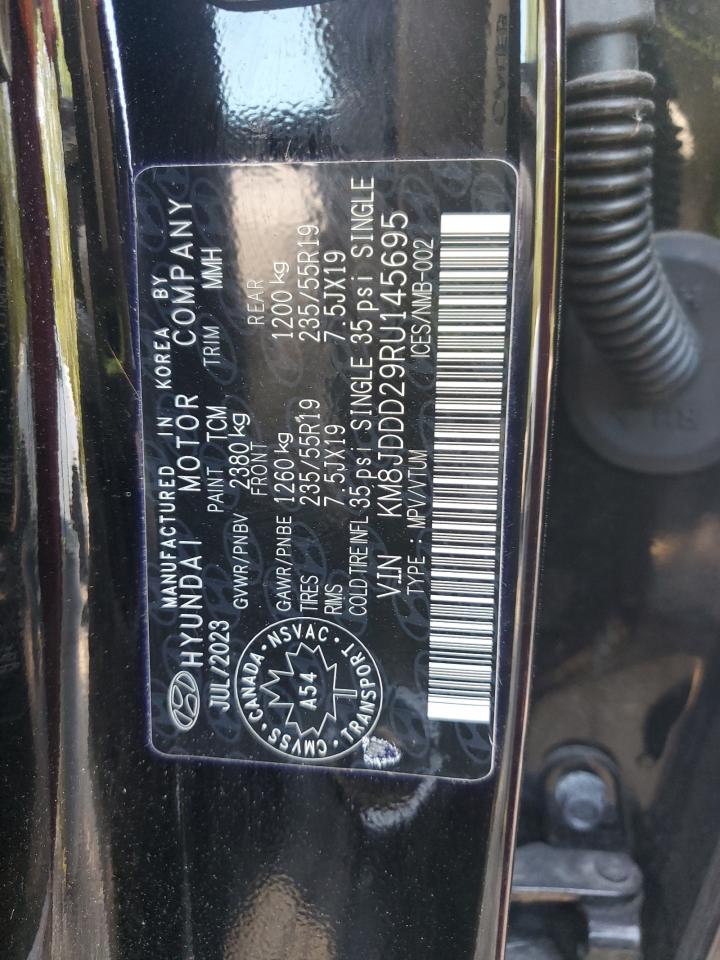 MANUFACTURED IN KOREA BY
HYUNDAI MOTOR COMPANY
JUL/2023 PAINT TCM TRIM MMH
GVWR/PNBV 2380 kg
FRONT REAR
GAWR/PNBE 1260 kg 1200 kg
TIRES 235/55R19 235/55R19
RIMS 7.5JX19 7.5JX19
COLD TIRE INFL 35 psi SINGLE 35 psi SINGLE
VIN KM8JDDD29RU145695
TYPE : MPV/VTUM ICES/NMB-002
CANADA · NSVAC · TRANSPORT · CMVSS ·
A54